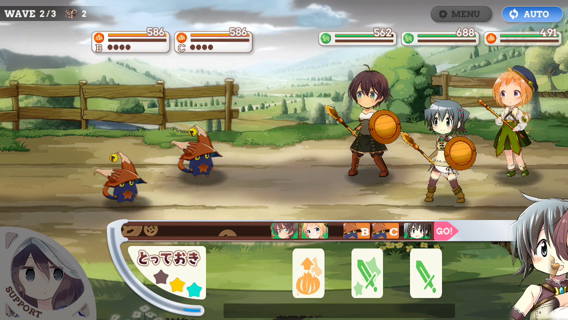 WAVE 2/3 2
MENU
AUTO
586
B
586
C
562
688
491
B
C
GO!
とっておき
SUPPORT